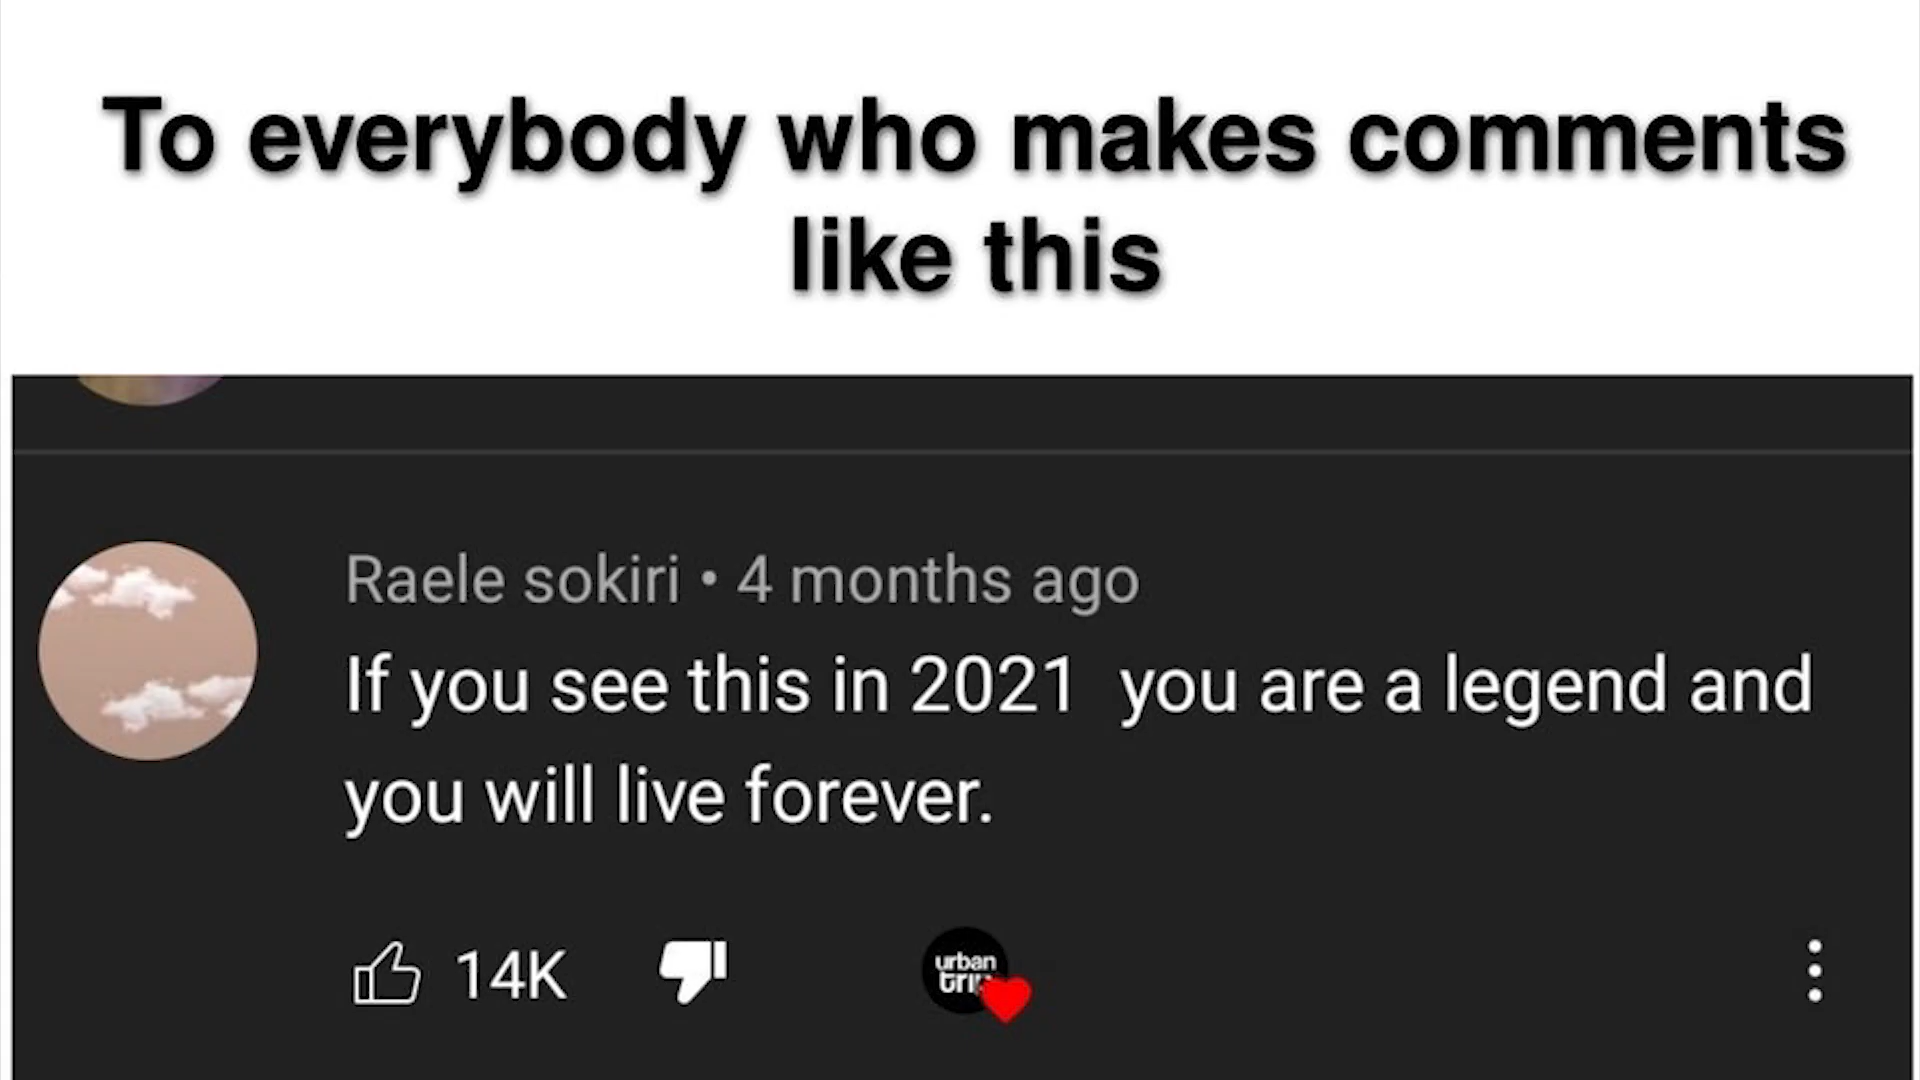 To everybody who makes comments
like this
Raele sokiri • 4 months ago
If you see this in 2021  you are a legend and
you will live forever.
14K
urban